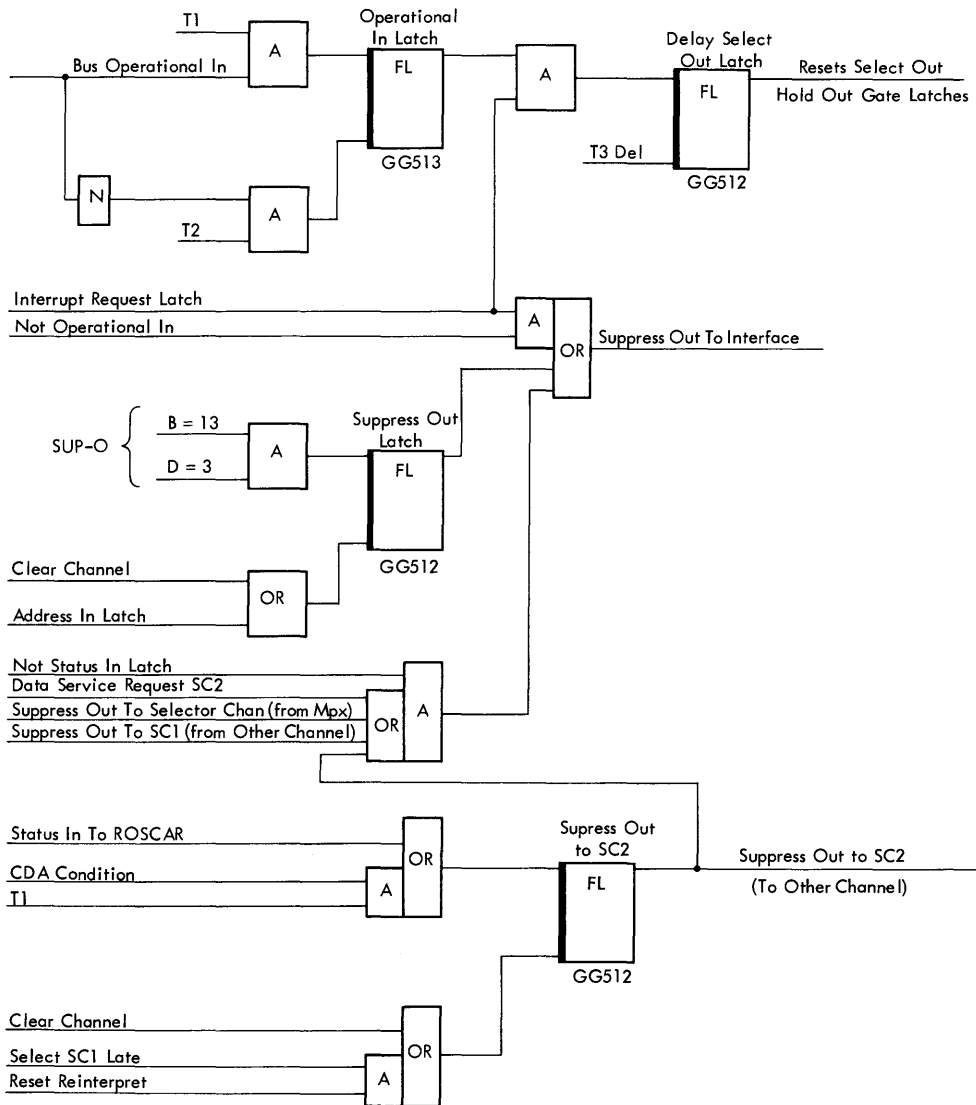 T1
A
Operational
In Latch
FL
GG513
Bus Operational In
A
Delay Select
Out Latch
FL
GG512
Resets Select Out
Hold Out Gate Latches
T3 Del
N
A
T2
Interrupt Request Latch
Not Operational In
A
OR
Suppress Out To Interface
SUP-O
B = 13
D = 3
A
Suppress Out
Latch
FL
GG512
Clear Channel
Address In Latch
OR
Not Status In Latch
Data Service Request SC2
Suppress Out To Selector Chan (from Mpx)
Suppress Out To SC1 (from Other Channel)
OR
A
Status In To ROSCAR
CDA Condition
T1
A
OR
Supress Out
to SC2
FL
GG512
Suppress Out to SC2
(To Other Channel)
Clear Channel
Select SC1 Late
Reset Reinterpret
A
OR